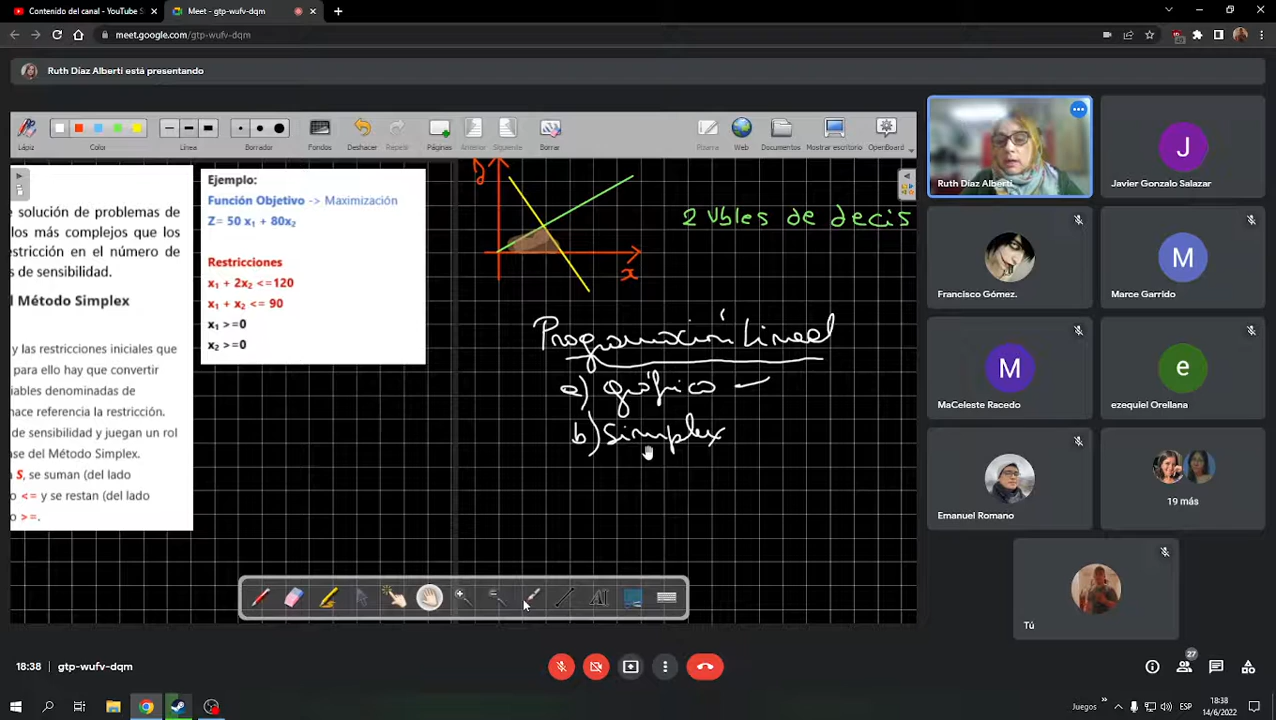 Contenido del canal - YouTube S
Meet - gtp-wufv-dqm
meet.google.com/gtp-wufv-dqm
Ruth Díaz Alberti está presentando
Lápiz
Color
Línea
Borrador
Fondos
Deshacer
Repetir
Páginas
Anterior
Siguiente
Borrar
Pizarra
Web
Documentos
Mostrar escritorio
OpenBoard
e solución de problemas de
los más complejos que los
estricción en el número de
s de sensibilidad.
l Método Simplex
y las restricciones iniciales que
para ello hay que convertir
iables denominadas de
hace referencia la restricción.
de sensibilidad y juegan un rol
ase del Método Simplex.
S, se suman (del lado
o <= y se restan (del lado
o >=.
Ejemplo:
Función Objetivo -> Maximización
Z= 50 x1 + 80x2
Restricciones
x1 + 2x2 <=120
x1 + x2 <= 90
x1 >=0
x2 >=0
y
x
2 Vbles de decis
Programación Lineal
a) gráfico
b) Simplex
Ruth Díaz Alberti
J
Javier Gonzalo Salazar
Francisco Gómez.
M
Marce Garrido
M
MaCeleste Racedo
e
ezequiel Orellana
Emanuel Romano
19 más
Tú
18:38
gtp-wufv-dqm
27
Juegos
ESP
18:38
14/6/2022